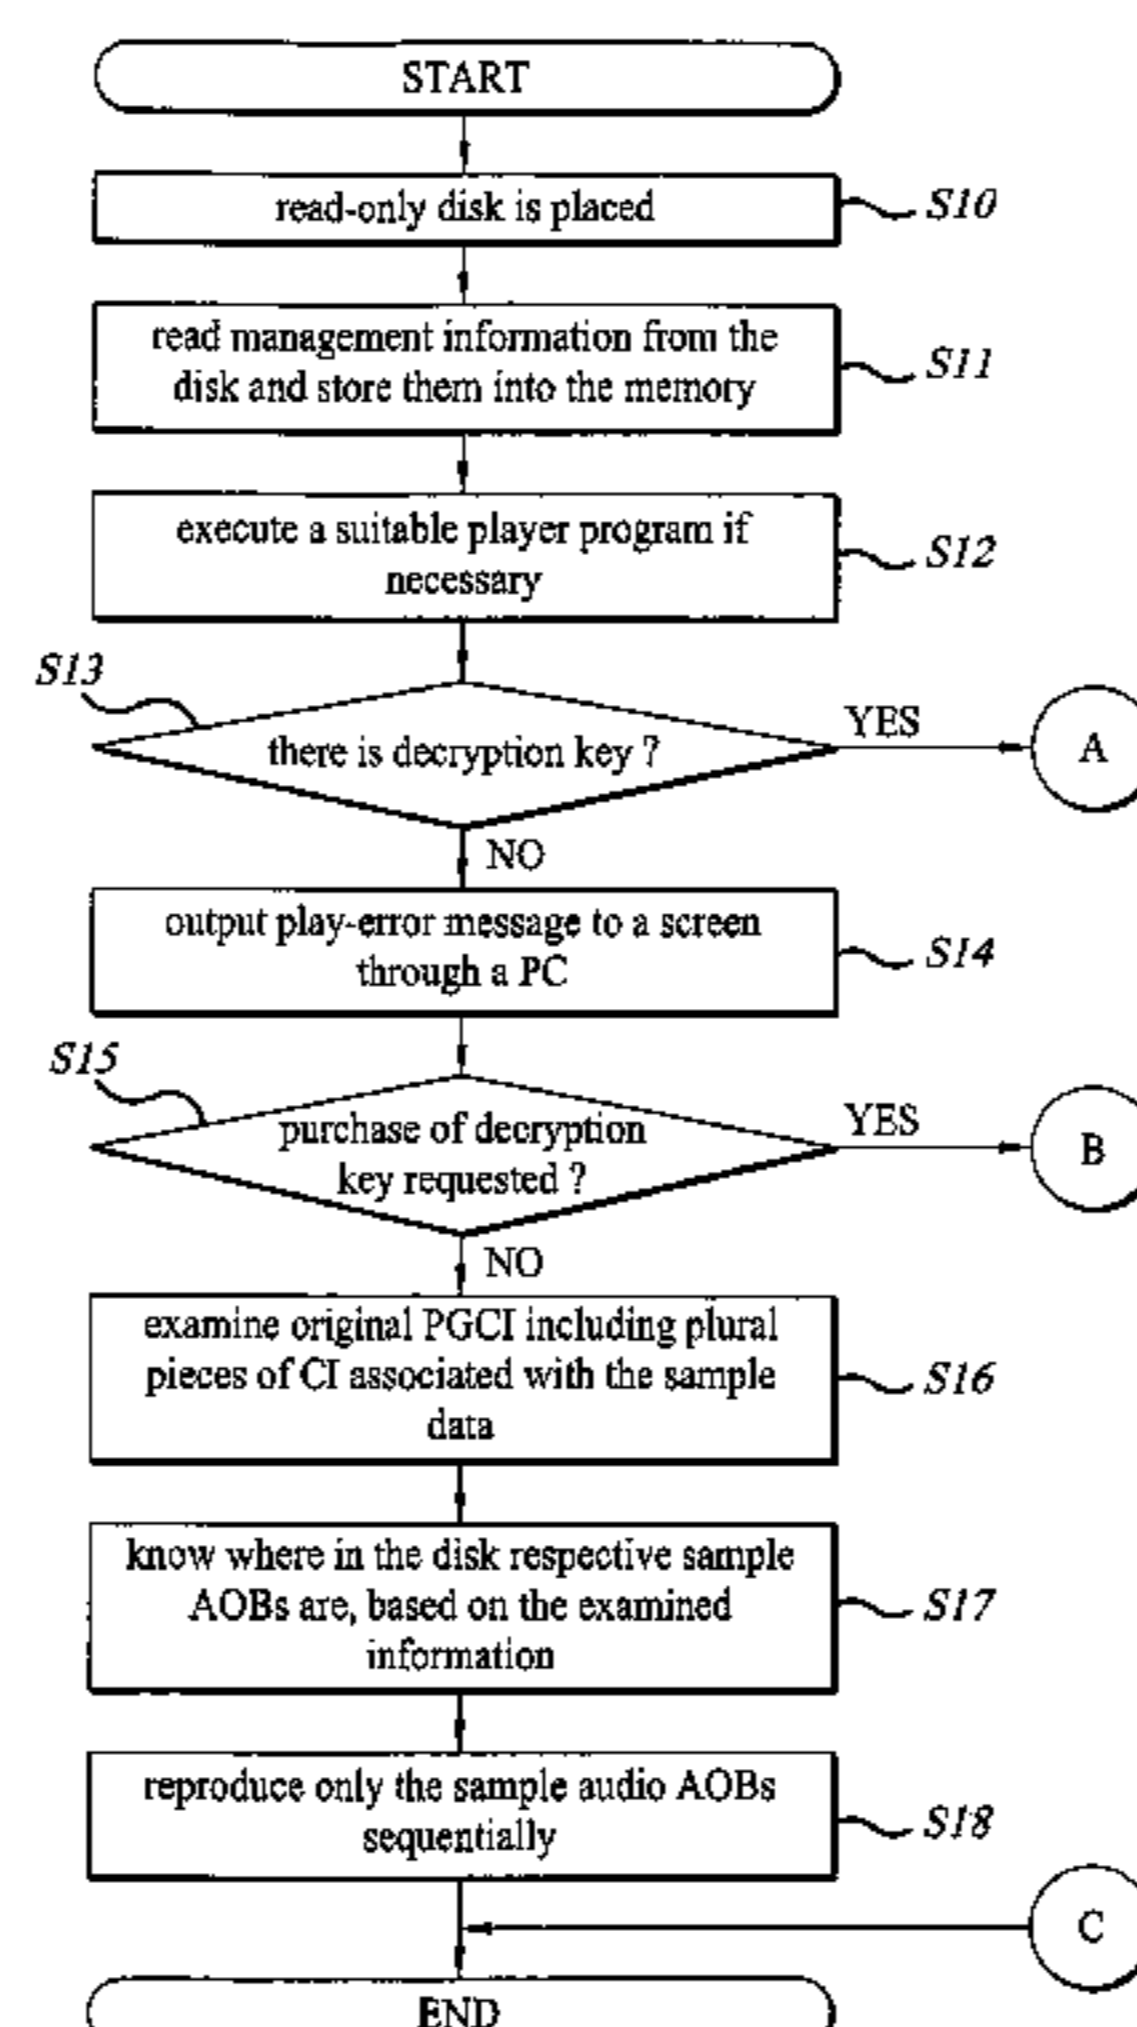 START
read-only disk is placed
S10
read management information from the
disk and store them into the memory
S11
execute a suitable player program if
necessary
S12
S13
there is decryption key ?
YES
A
NO
output play-error message to a screen
through a PC
S14
S15
purchase of decryption
key requested ?
YES
B
NO
examine original PGCI including plural
pieces of CI associated with the sample
data
S16
know where in the disk respective sample
AOBs are, based on the examined
information
S17
reproduce only the sample audio AOBs
sequentially
S18
C
END